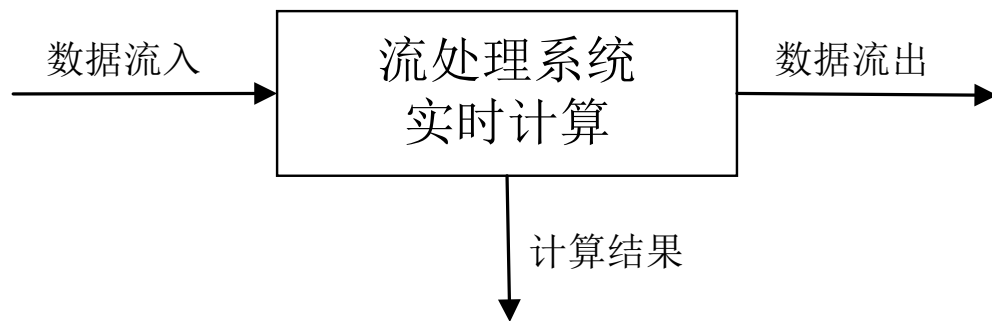 数据流入
流处理系统
实时计算
数据流出
计算结果